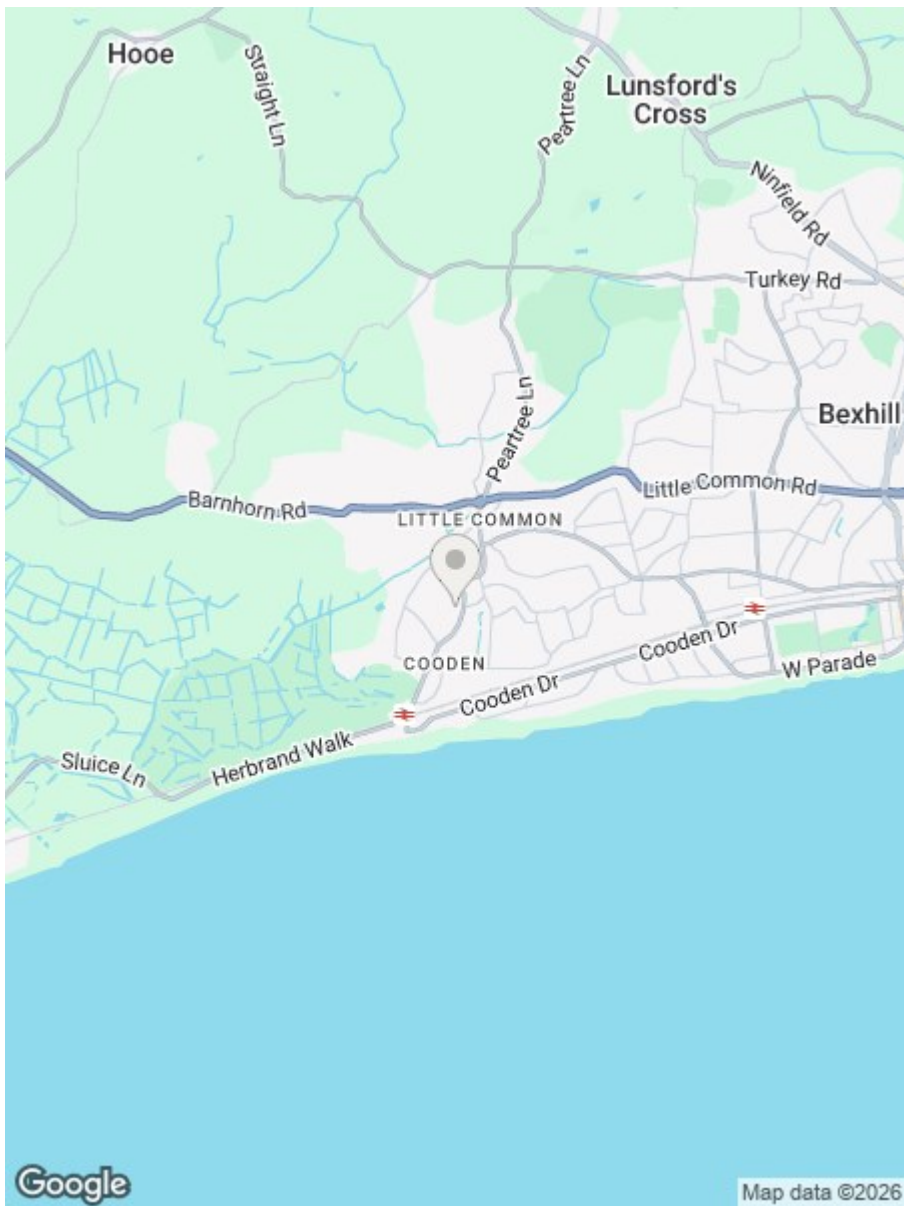 Hooe
Straight Ln
Peartree Ln
Lunsford's
Cross
Ninfield Rd
Turkey Rd
Peartree Ln
Bexhill
Barnhorn Rd
Little Common Rd
LITTLE COMMON
COODEN
Cooden Dr
Cooden Dr
W Parade
Herbrand Walk
Sluice Ln
Google
Map data ©2026